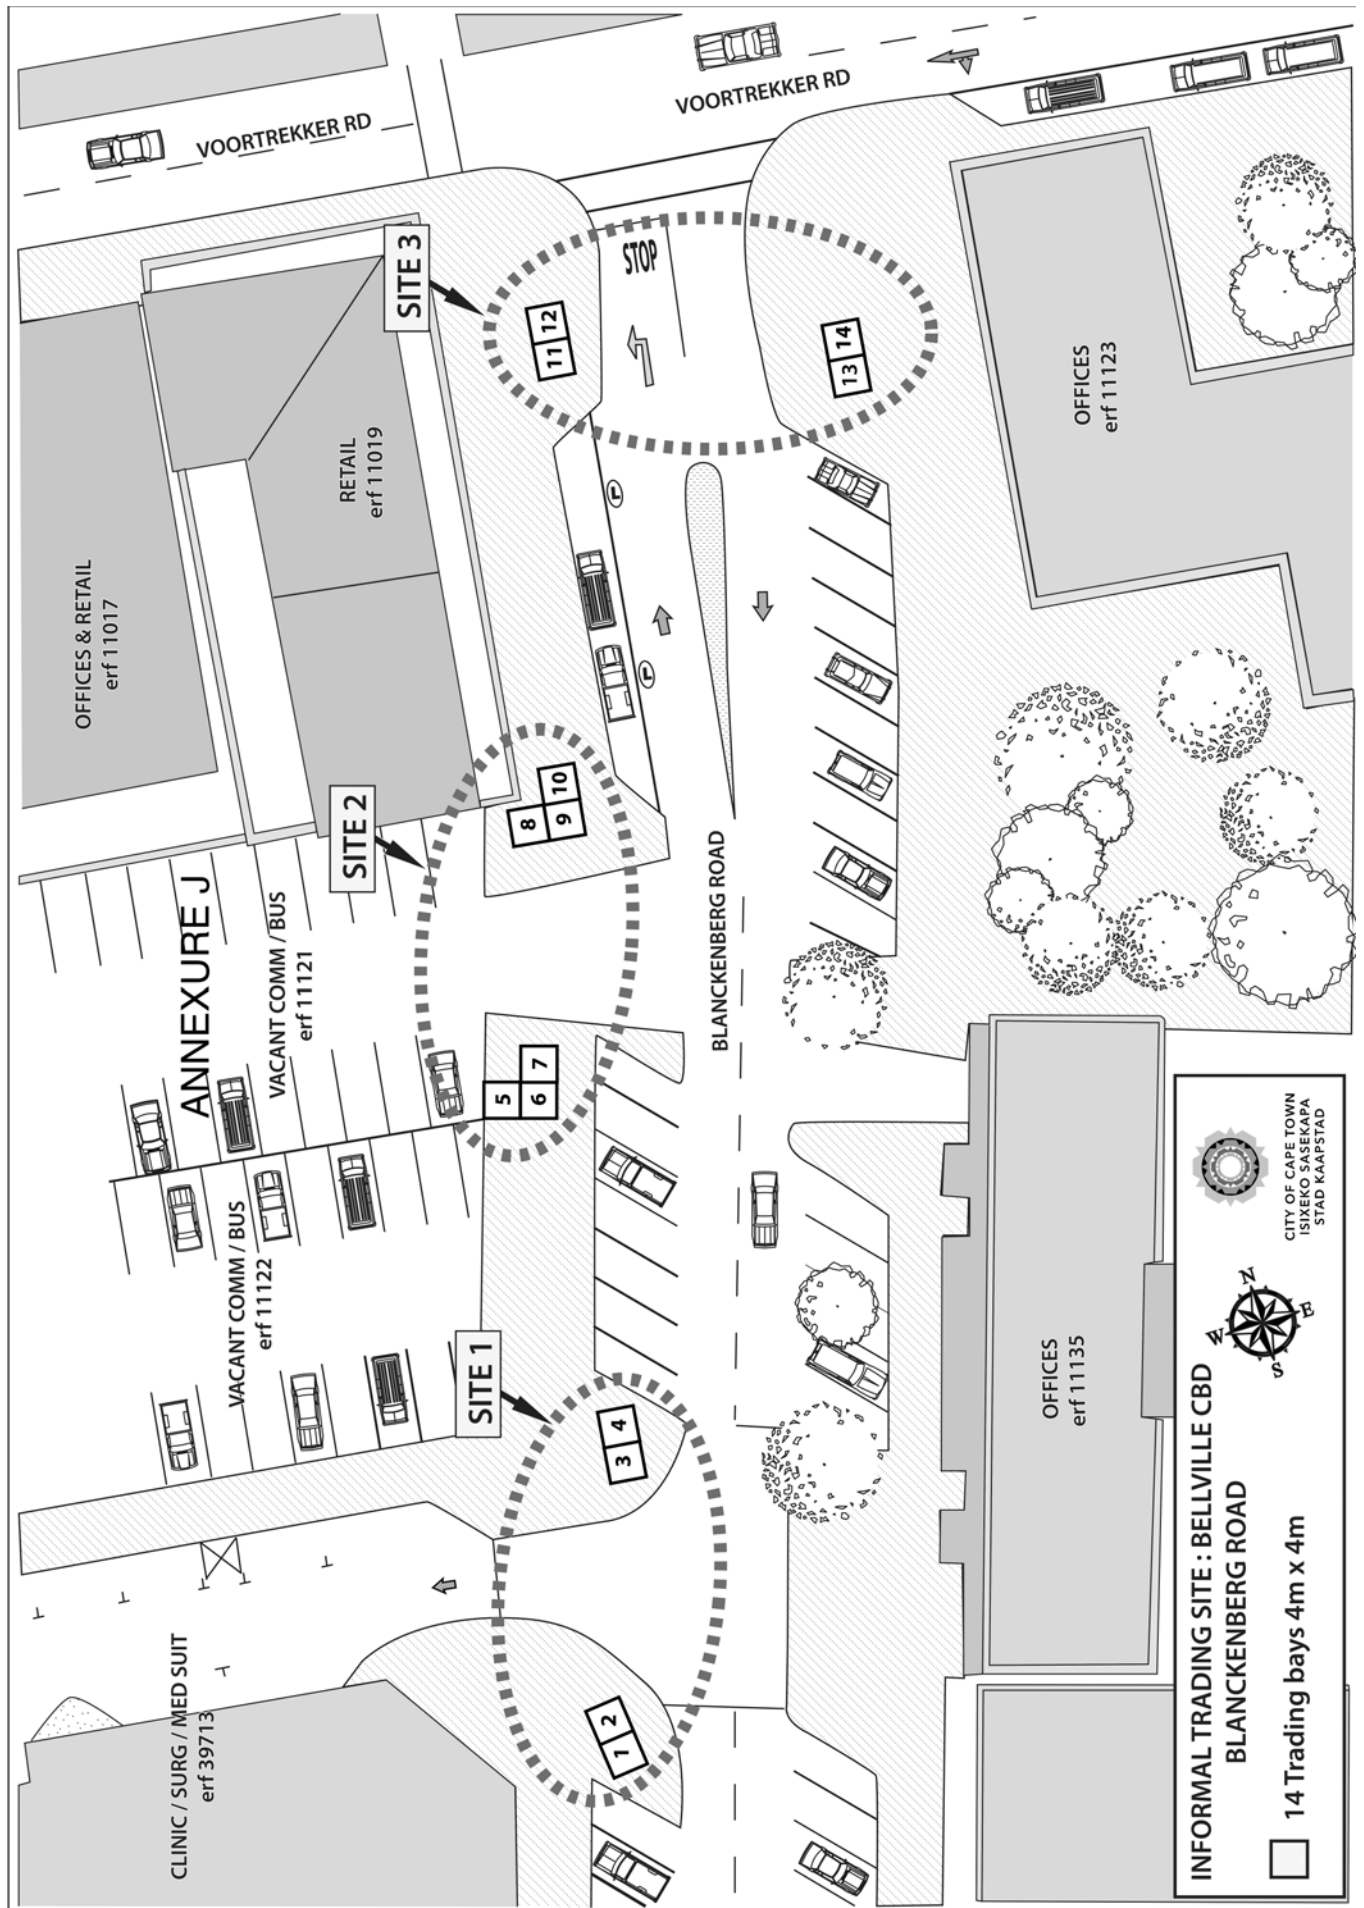 VOORTREKKER RD
VOORTREKKER RD
SITE 3
STOP
11 12
13 14
OFFICES & RETAIL
erf 11017
RETAIL
erf 11019
OFFICES
erf 11123
L
L
SITE 2
8
9 10
ANNEXURE J
VACANT COMM / BUS
erf 11121
BLANCKENBERG ROAD
5
6 7
VACANT COMM / BUS
erf 11122
SITE 1
3 4
1 2
OFFICES
erf 11135
CLINIC / SURG / MED SUIT
erf 39713
INFORMAL TRADING SITE : BELLVILLE CBD
BLANCKENBERG ROAD
14 Trading bays 4m x 4m
N
W
E
S
CITY OF CAPE TOWN
ISIXEKO SASEKAPA
STAD KAAPSTAD